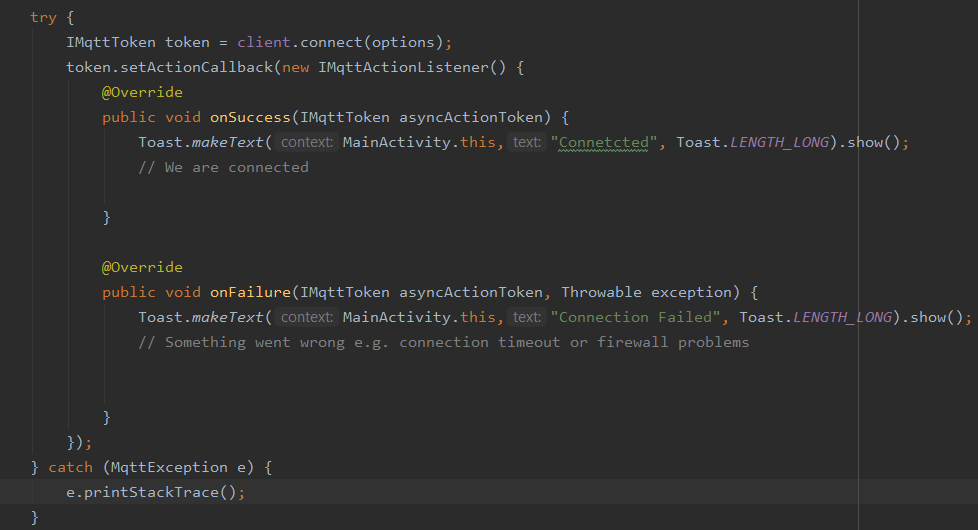 try {
IMqttToken token = client.connect(options);
token.setActionCallback(new IMqttActionListener() {
@Override
public void onSuccess(IMqttToken asyncActionToken) {
Toast.makeText( context: MainActivity.this, text: "Connetcted", Toast.LENGTH_LONG).show();
// We are connected
}
@Override
public void onFailure(IMqttToken asyncActionToken, Throwable exception) {
Toast.makeText( context: MainActivity.this, text: "Connection Failed", Toast.LENGTH_LONG).show();
// Something went wrong e.g. connection timeout or firewall problems
}
});
} catch (MqttException e) {
e.printStackTrace();
}